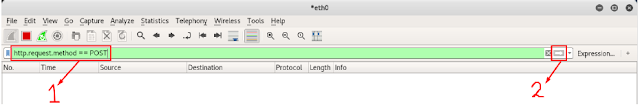 *eth0
File Edit View Go Capture Analyze Statistics Telephony Wireless Tools Help
http.request.method == POST Expression...
No. Time Source Destination Protocol Length Info
1 2